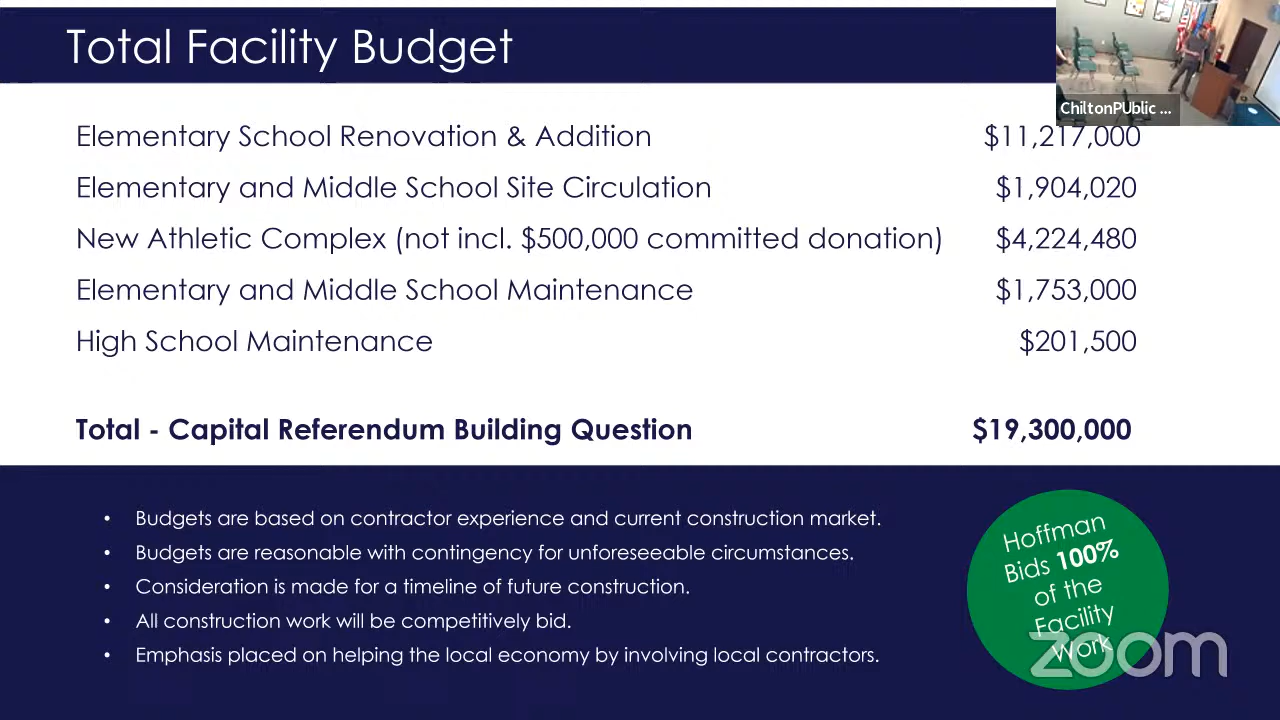 Total Facility Budget
ChiltonPUblic ...
Elementary School Renovation & Addition $11,217,000
Elementary and Middle School Site Circulation $1,904,020
New Athletic Complex (not incl. $500,000 committed donation) $4,224,480
Elementary and Middle School Maintenance $1,753,000
High School Maintenance $201,500
Total - Capital Referendum Building Question $19,300,000
• Budgets are based on contractor experience and current construction market.
• Budgets are reasonable with contingency for unforeseeable circumstances.
• Consideration is made for a timeline of future construction.
• All construction work will be competitively bid.
• Emphasis placed on helping the local economy by involving local contractors.
Hoffman
Bids 100%
of the
Facility
Work
zoom